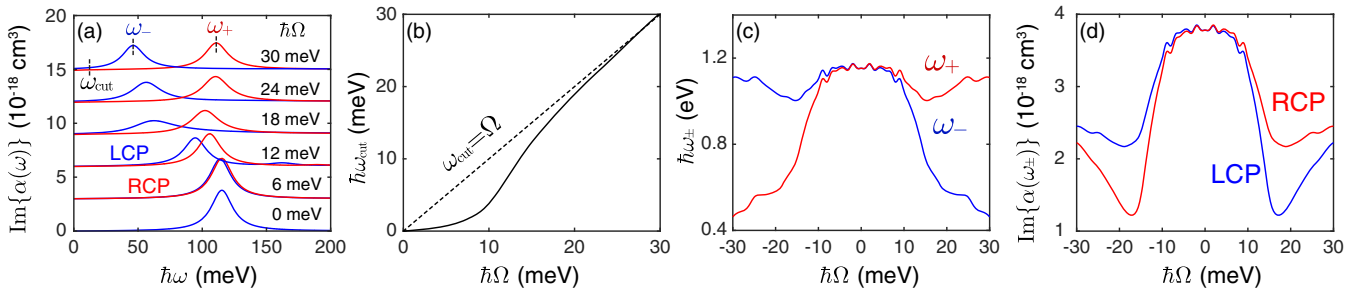 (a)
ω₋
ω₊
ħΩ
30 meV
ω_cut
24 meV
18 meV
LCP
12 meV
RCP
6 meV
0 meV
Im{α(ω)} (10⁻¹⁸ cm³)
20
15
10
5
0
0 50 100 150 200
ħω (meV)
(b)
ω_cut=Ω
ħω_cut (meV)
30
20
10
0
0 10 20 30
ħΩ (meV)
(c)
ω₊
ω₋
ħω± (eV)
1.2
0.8
0.4
-30 -20 -10 0 10 20 30
ħΩ (meV)
(d)
RCP
LCP
Im{α(ω±)} (10⁻¹⁸ cm³)
4
3
2
1
-30 -20 -10 0 10 20 30
ħΩ (meV)